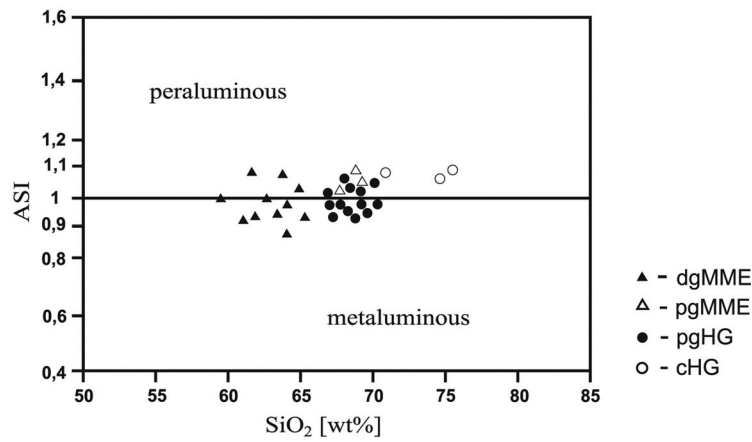 1,6
1,4
1,2
1,1
1
0,9
0,8
0,6
0,4
ASI
peraluminous
metaluminous
50 55 60 65 70 75 80 85
SiO₂ [wt%]
▲ - dgMME
△ - pgMME
● - pgHG
○ - cHG